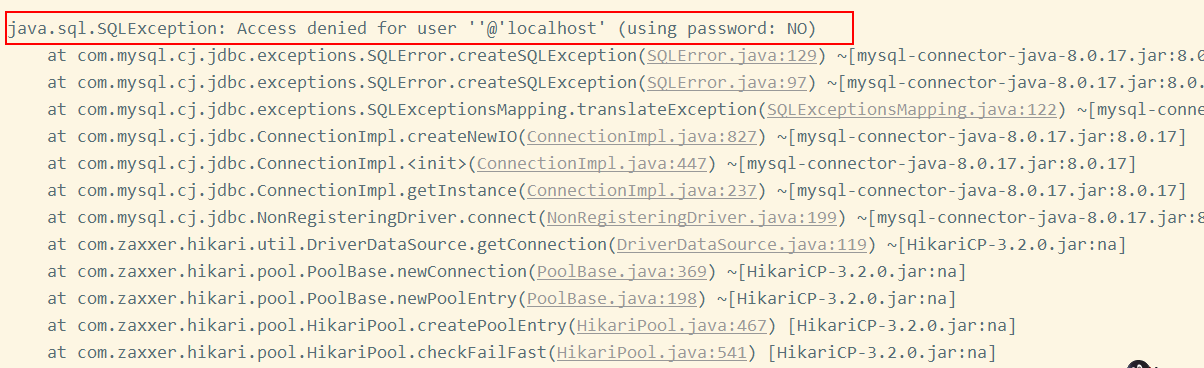 java.sql.SQLException: Access denied for user ''@'localhost' (using password: NO)
at com.mysql.cj.jdbc.exceptions.SQLError.createSQLException(SQLError.java:129) ~[mysql-connector-java-8.0.17.jar:8.0
at com.mysql.cj.jdbc.exceptions.SQLError.createSQLException(SQLError.java:97) ~[mysql-connector-java-8.0.17.jar:8.0.
at com.mysql.cj.jdbc.exceptions.SQLExceptionsMapping.translateException(SQLExceptionsMapping.java:122) ~[mysql-conne
at com.mysql.cj.jdbc.ConnectionImpl.createNewIO(ConnectionImpl.java:827) ~[mysql-connector-java-8.0.17.jar:8.0.17]
at com.mysql.cj.jdbc.ConnectionImpl.<init>(ConnectionImpl.java:447) ~[mysql-connector-java-8.0.17.jar:8.0.17]
at com.mysql.cj.jdbc.ConnectionImpl.getInstance(ConnectionImpl.java:237) ~[mysql-connector-java-8.0.17.jar:8.0.17]
at com.mysql.cj.jdbc.NonRegisteringDriver.connect(NonRegisteringDriver.java:199) ~[mysql-connector-java-8.0.17.jar:8
at com.zaxxer.hikari.util.DriverDataSource.getConnection(DriverDataSource.java:119) ~[HikariCP-3.2.0.jar:na]
at com.zaxxer.hikari.pool.PoolBase.newConnection(PoolBase.java:369) ~[HikariCP-3.2.0.jar:na]
at com.zaxxer.hikari.pool.PoolBase.newPoolEntry(PoolBase.java:198) ~[HikariCP-3.2.0.jar:na]
at com.zaxxer.hikari.pool.HikariPool.createPoolEntry(HikariPool.java:467) [HikariCP-3.2.0.jar:na]
at com.zaxxer.hikari.pool.HikariPool.checkFailFast(HikariPool.java:541) [HikariCP-3.2.0.jar:na]